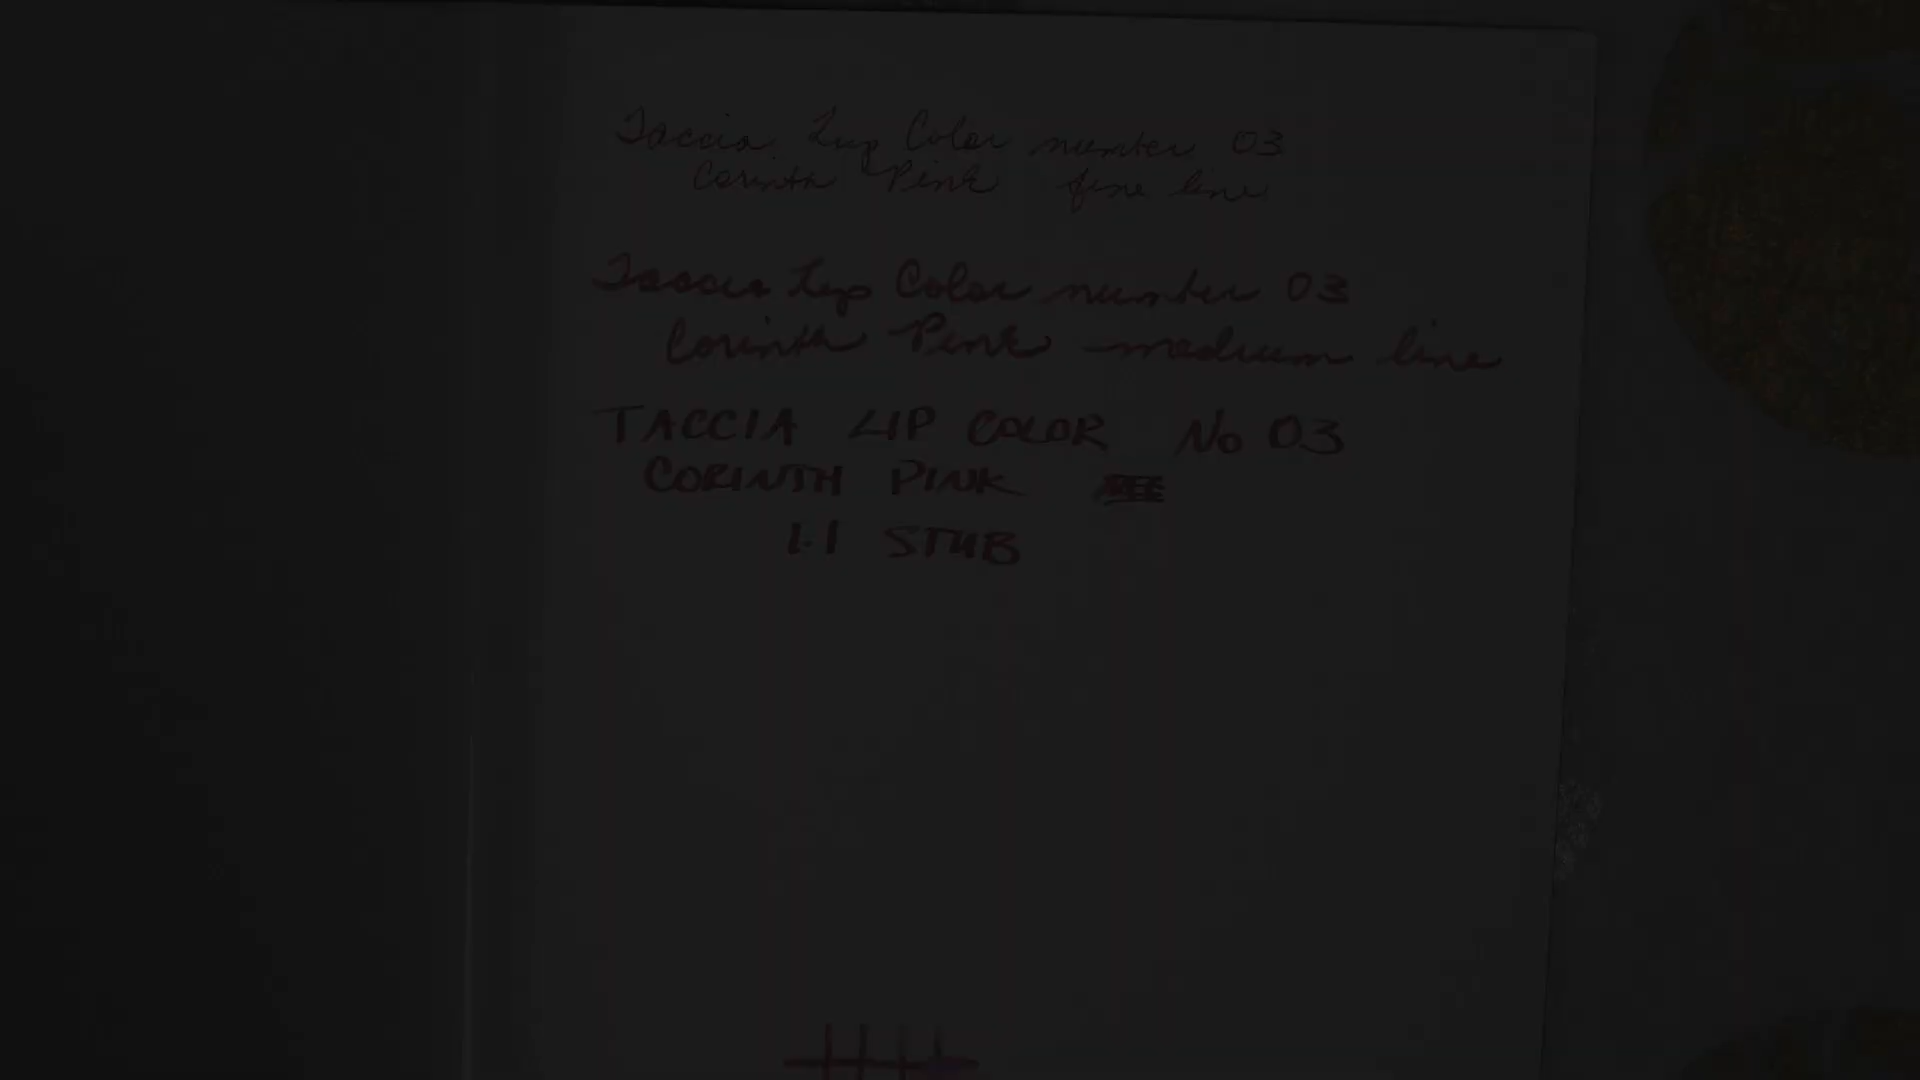 Taccia Lip Color number 03
Corinth Pink fine line
Taccia Lip Color number 03
Corinth Pink medium line
TACCIA LIP COLOR No 03
CORINTH PINK
1.1 STUB